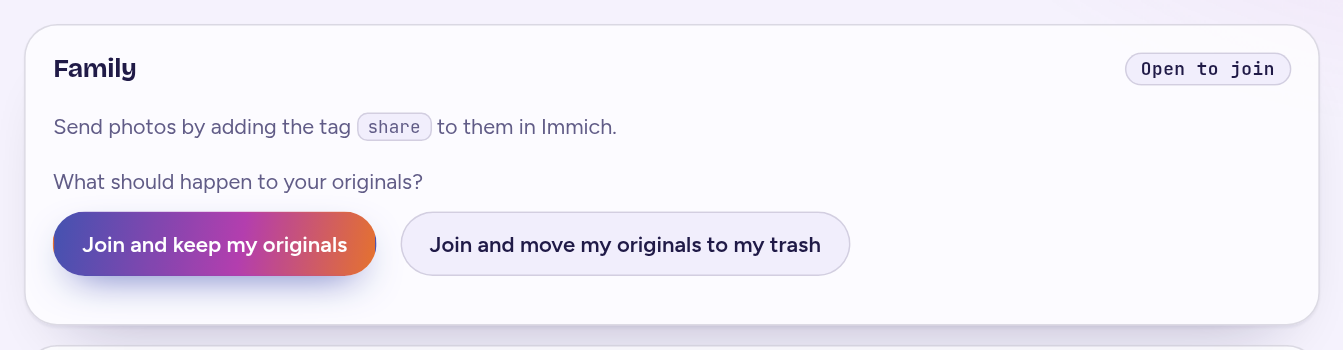 Family
Open to join
Send photos by adding the tag share to them in Immich.
What should happen to your originals?
Join and keep my originals
Join and move my originals to my trash